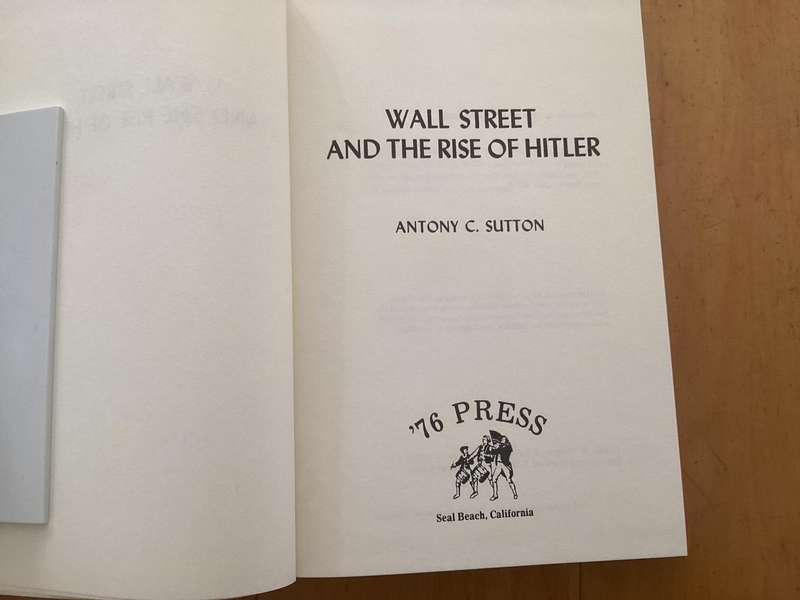 WALL STREET
AND THE RISE OF HITLER
ANTONY C. SUTTON
'76 PRESS
Seal Beach, California